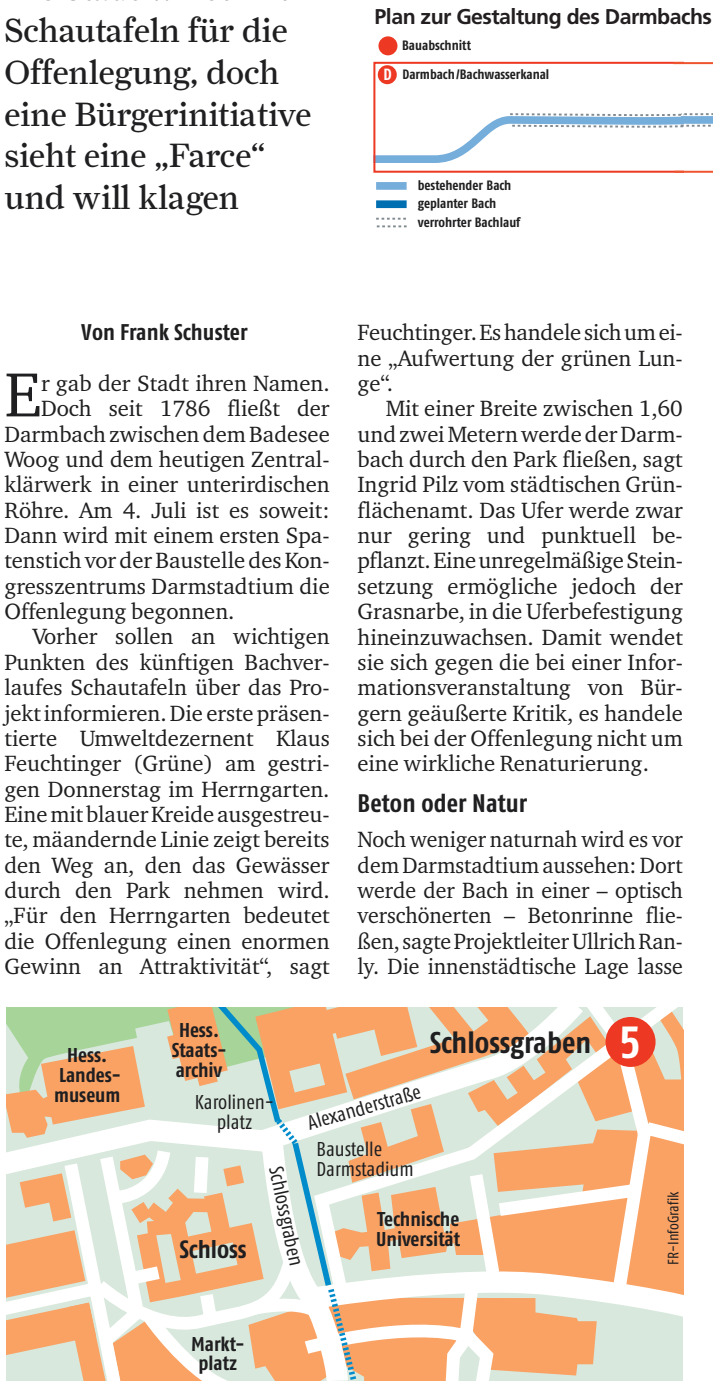 Schautafeln für die
Offenlegung, doch
eine Bürgerinitiative
sieht eine „Farce“
und will klagen
Plan zur Gestaltung des Darmbachs
Bauabschnitt
D Darmbach/Bachwasserkanal
bestehender Bach
geplanter Bach
verrohrter Bachlauf
Von Frank Schuster
Er gab der Stadt ihren Namen.
Doch seit 1786 fließt der
Darmbach zwischen dem Badesee
Woog und dem heutigen Zentral-
klärwerk in einer unterirdischen
Röhre. Am 4. Juli ist es soweit:
Dann wird mit einem ersten Spa-
tenstich vor der Baustelle des Kon-
gresszentrums Darmstadtium die
Offenlegung begonnen.
Vorher sollen an wichtigen
Punkten des künftigen Bachver-
laufes Schautafeln über das Pro-
jekt informieren. Die erste präsen-
tierte Umweltdezernent Klaus
Feuchtinger (Grüne) am gestri-
gen Donnerstag im Herrngarten.
Eine mit blauer Kreide ausgestreu-
te, mäandernde Linie zeigt bereits
den Weg an, den das Gewässer
durch den Park nehmen wird.
„Für den Herrngarten bedeutet
die Offenlegung einen enormen
Gewinn an Attraktivität“, sagt
Feuchtinger. Es handele sich um ei-
ne „Aufwertung der grünen Lun-
ge“.
Mit einer Breite zwischen 1,60
und zwei Metern werde der Darm-
bach durch den Park fließen, sagt
Ingrid Pilz vom städtischen Grün-
flächenamt. Das Ufer werde zwar
nur gering und punktuell be-
pflanzt. Eine unregelmäßige Stein-
setzung ermögliche jedoch der
Grasnarbe, in die Uferbefestigung
hineinzuwachsen. Damit wendet
sie sich gegen die bei einer Infor-
mationsveranstaltung von Bür-
gern geäußerte Kritik, es handele
sich bei der Offenlegung nicht um
eine wirkliche Renaturierung.
Beton oder Natur
Noch weniger naturnah wird es vor
dem Darmstadtium aussehen: Dort
werde der Bach in einer – optisch
verschönerten – Betonrinne flie-
ßen, sagte Projektleiter Ullrich Ran-
ly. Die innenstädtische Lage lasse
Schlossgraben 5
Hess.
Landes-
museum
Hess.
Staats-
archiv
Karolinen-
platz
Alexanderstraße
Baustelle
Darmstadium
Schlossgraben
Technische
Universität
Schloss
Markt-
platz
FR-InfoGrafik